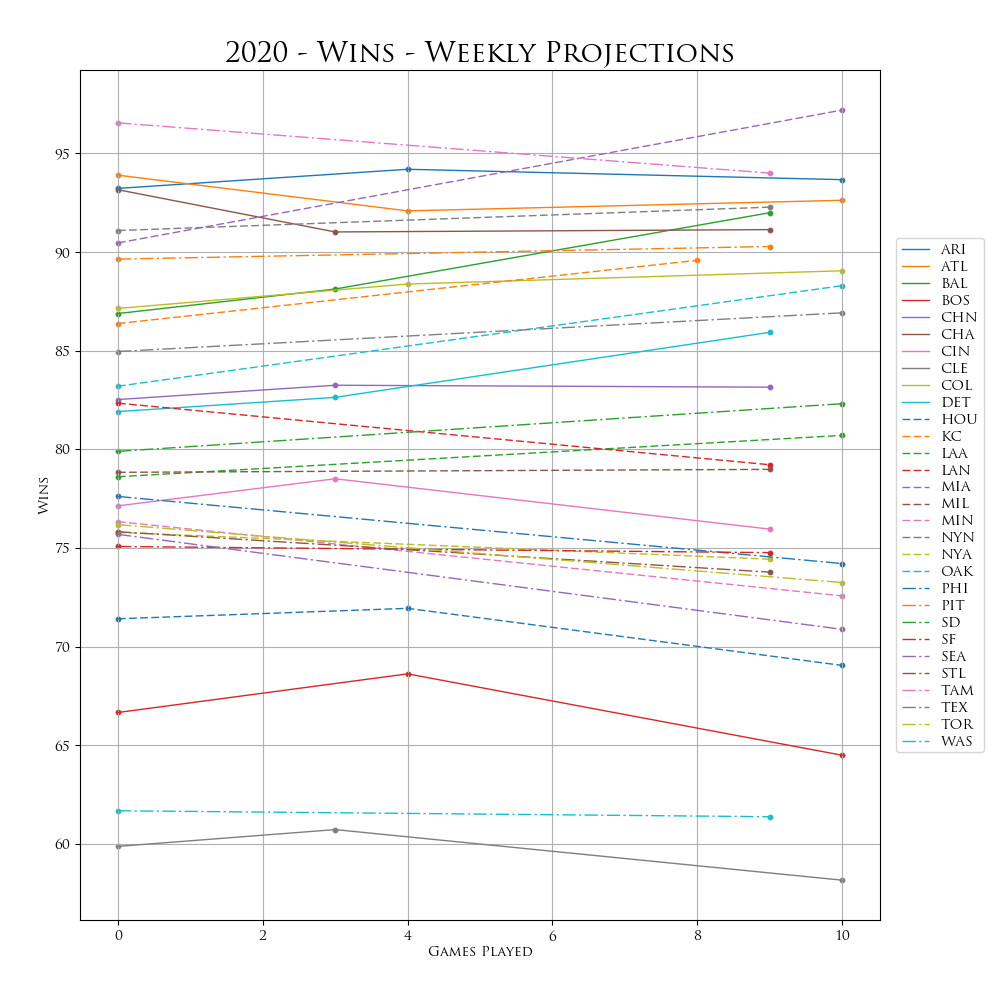 2020 - Wins - Weekly Projections
95
90
85
80
75
70
65
60
Wins
0 2 4 6 8 10
Games Played
ARI
ATL
BAL
BOS
CHN
CHA
CIN
CLE
COL
DET
HOU
KC
LAA
LAN
MIA
MIL
MIN
NYN
NYA
OAK
PHI
PIT
SD
SF
SEA
STL
TAM
TEX
TOR
WAS